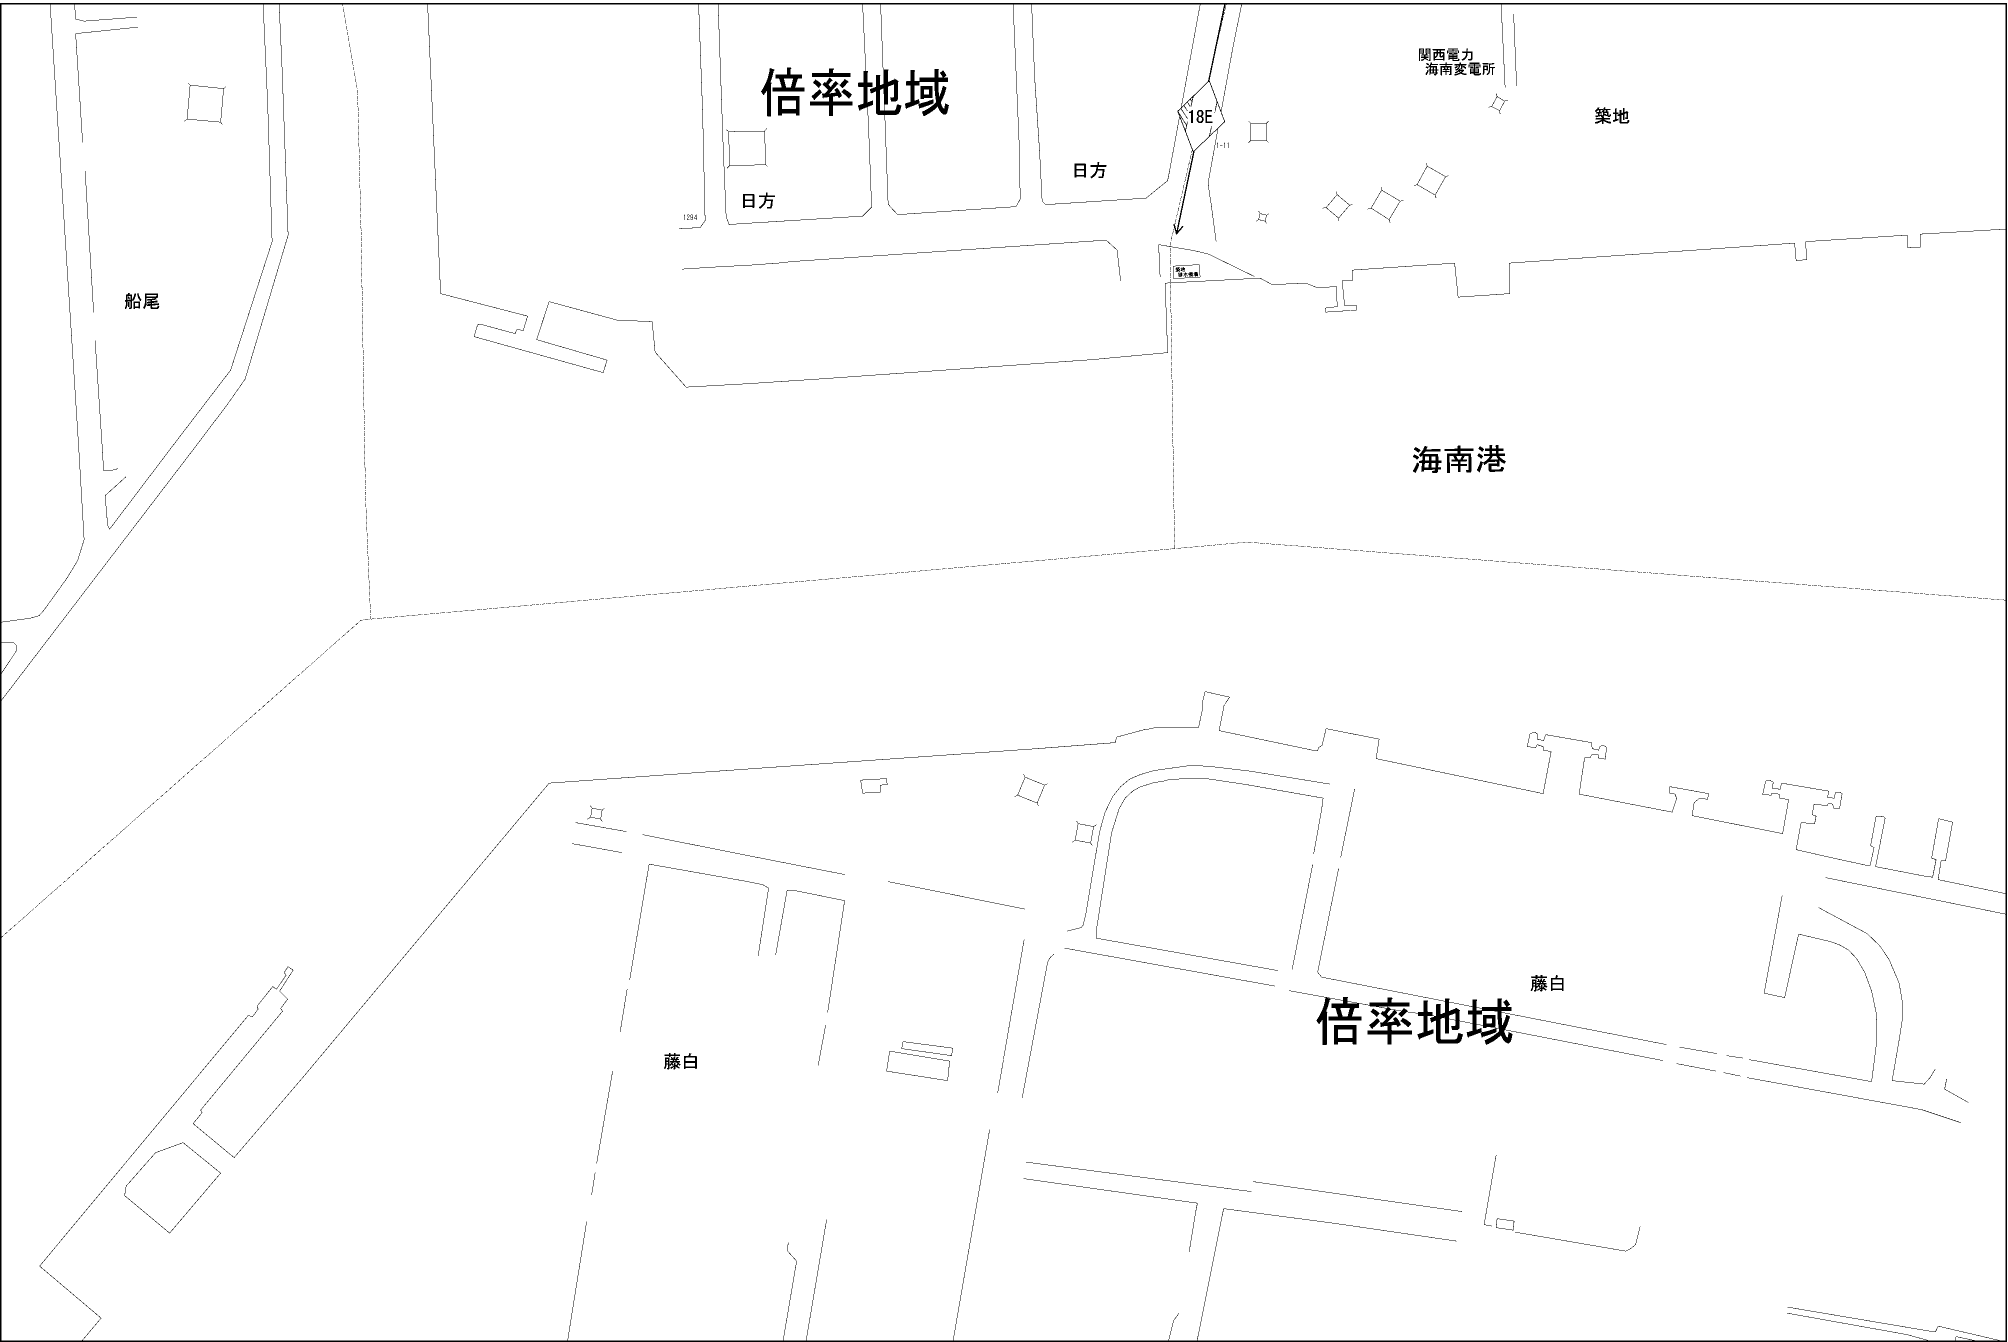 倍率地域
関西電力
海南変電所
築地
18E
1-11
日方
日方
1294
船尾
海南港
藤白
倍率地域
藤白